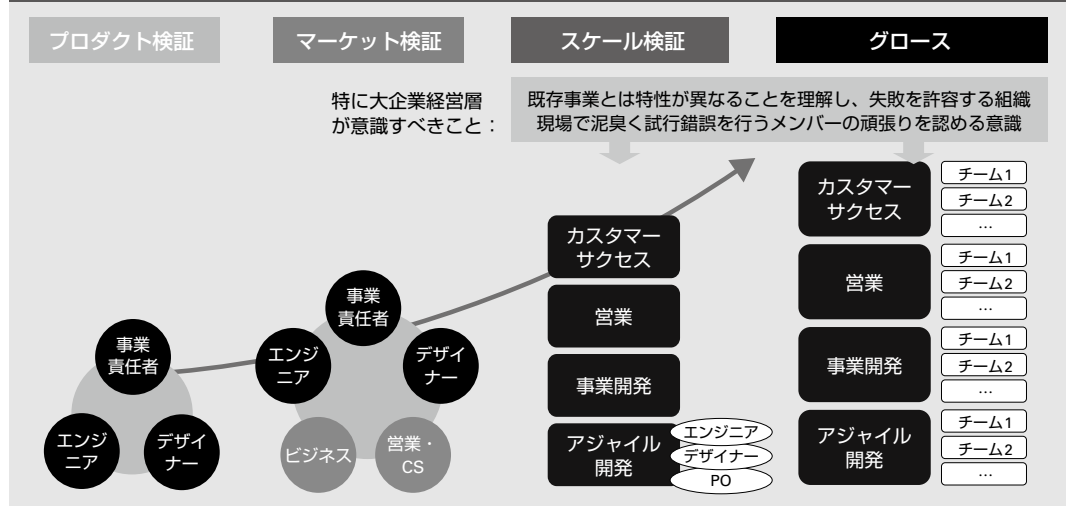 プロダクト検証
マーケット検証
スケール検証
グロース
特に大企業経営層
が意識すべきこと：
既存事業とは特性が異なることを理解し、失敗を許容する組織
現場で泥臭く試行錯誤を行うメンバーの頑張りを認める意識
事業
責任者
エンジ
ニア
デザイ
ナー
事業
責任者
エンジ
ニア
デザイ
ナー
ビジネス
営業・
CS
カスタマー
サクセス
営業
事業開発
アジャイル
開発
エンジニア
デザイナー
PO
カスタマー
サクセス
チーム1
チーム2
…
営業
チーム1
チーム2
…
事業開発
チーム1
チーム2
…
アジャイル
開発
チーム1
チーム2
…